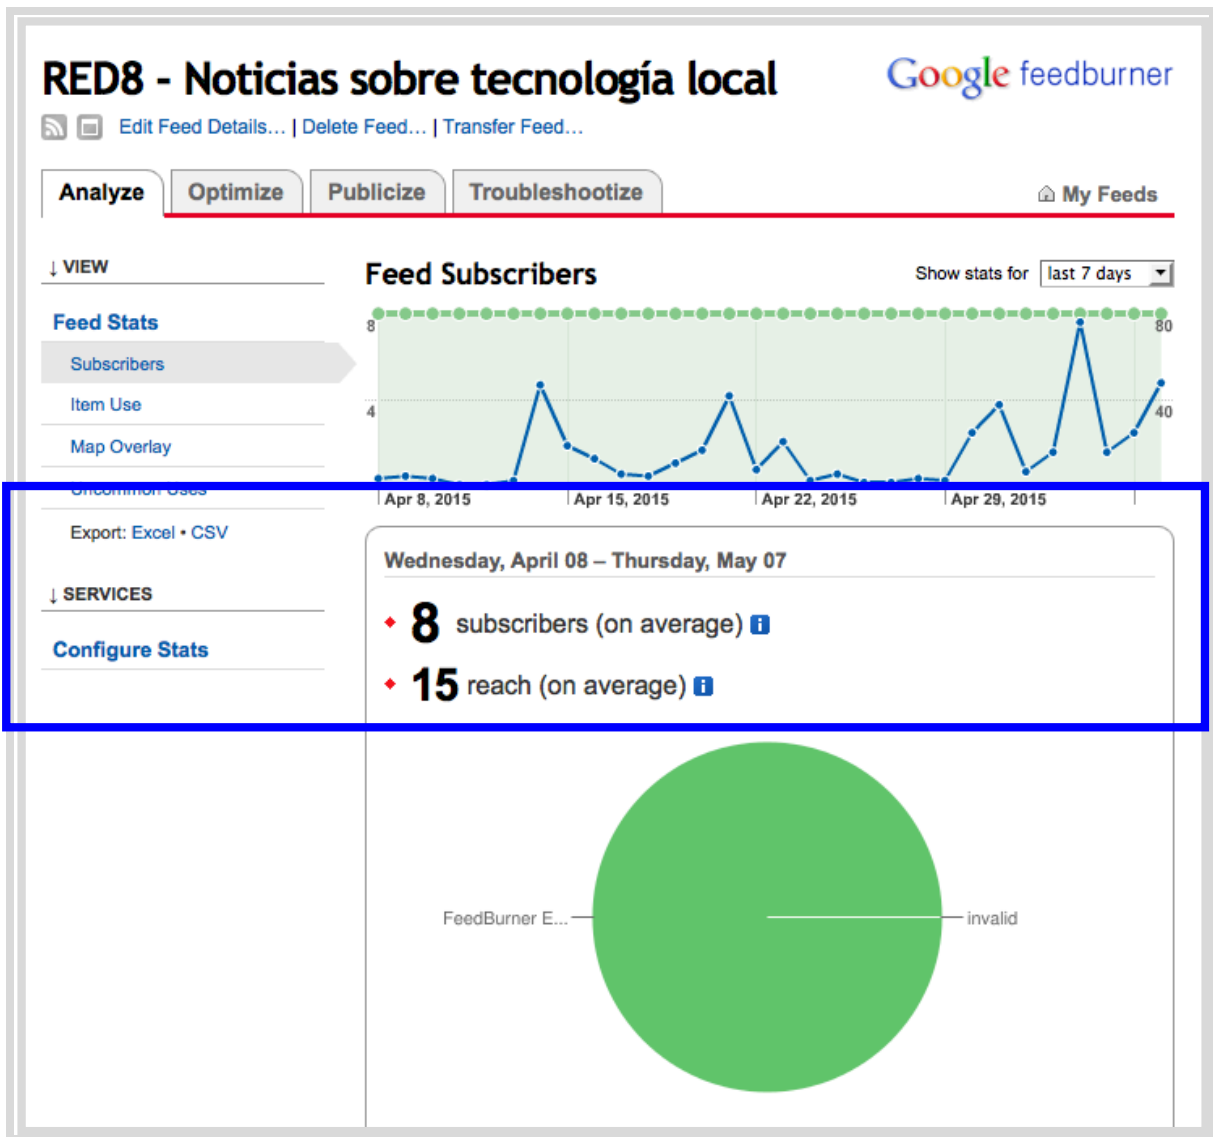 RED8 - Noticias sobre tecnología local
Google feedburner
Edit Feed Details... | Delete Feed... | Transfer Feed...
Analyze Optimize Publicize Troubleshootize My Feeds
↓ VIEW
Feed Stats
Subscribers
Item Use
Map Overlay
Uncommon Uses
Export: Excel • CSV
↓ SERVICES
Configure Stats
Feed Subscribers
Show stats for last 7 days
8 80
4 40
Apr 8, 2015 Apr 15, 2015 Apr 22, 2015 Apr 29, 2015
Wednesday, April 08 – Thursday, May 07
8 subscribers (on average) i
15 reach (on average) i
FeedBurner E... invalid